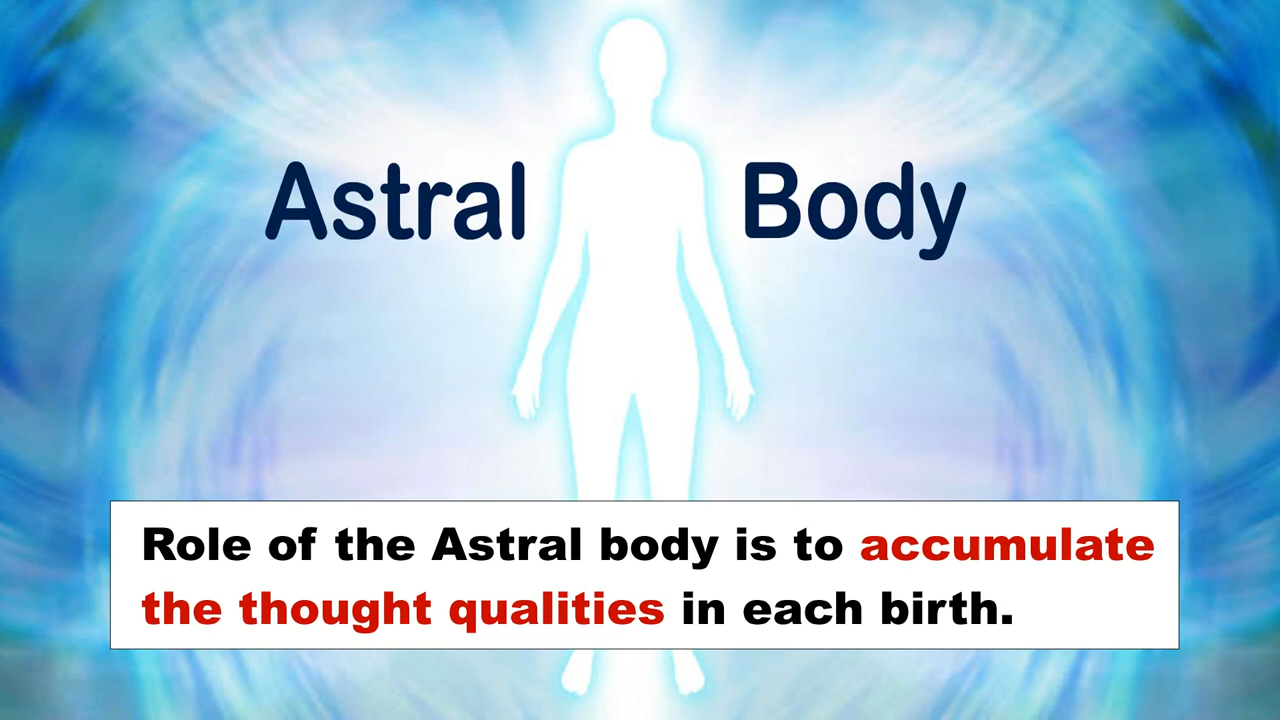 Astral Body
Role of the Astral body is to accumulate
the thought qualities in each birth.